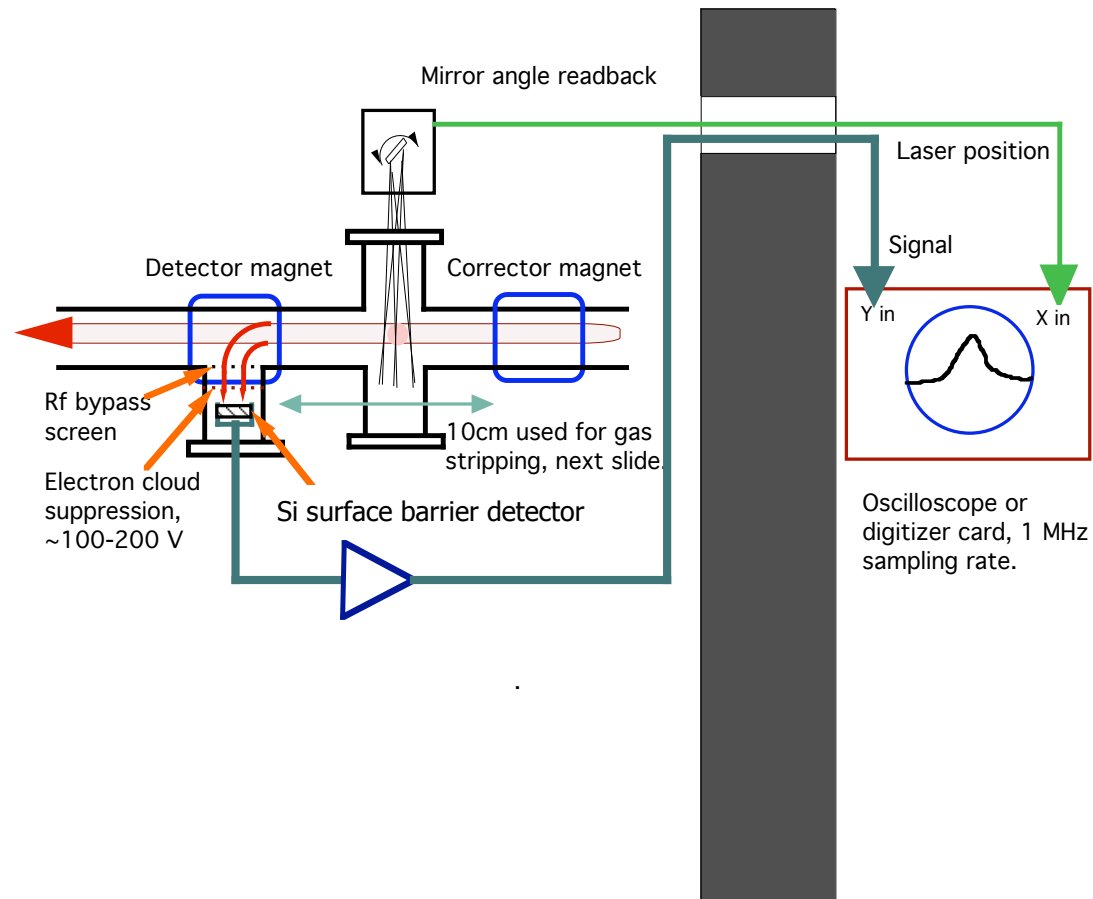 Mirror angle readback
Laser position
Signal
Detector magnet
Corrector magnet
Y in
X in
Rf bypass
screen
10cm used for gas
stripping, next slide.
Electron cloud
suppression,
~100-200 V
Si surface barrier detector
Oscilloscope or
digitizer card, 1 MHz
sampling rate.
.